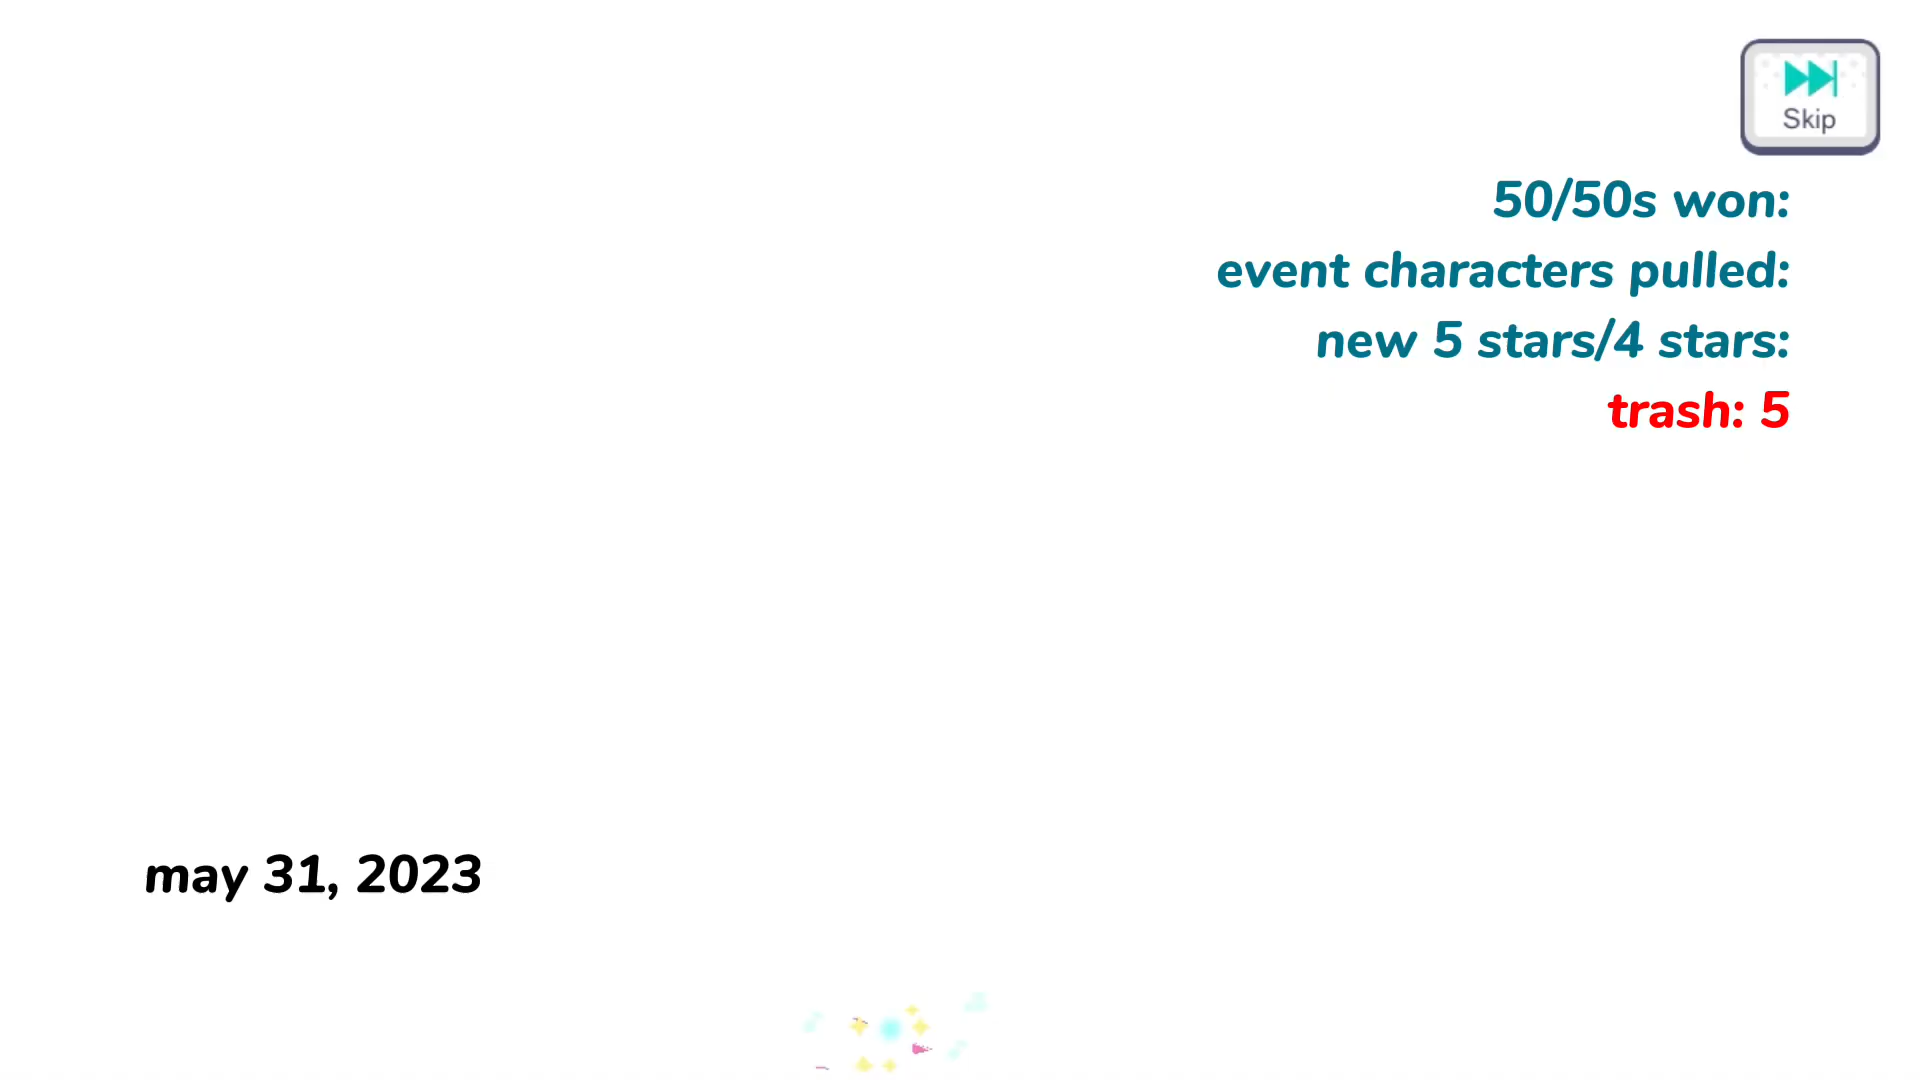 Skip
50/50s won:
event characters pulled:
new 5 stars/4 stars:
trash: 5
may 31, 2023